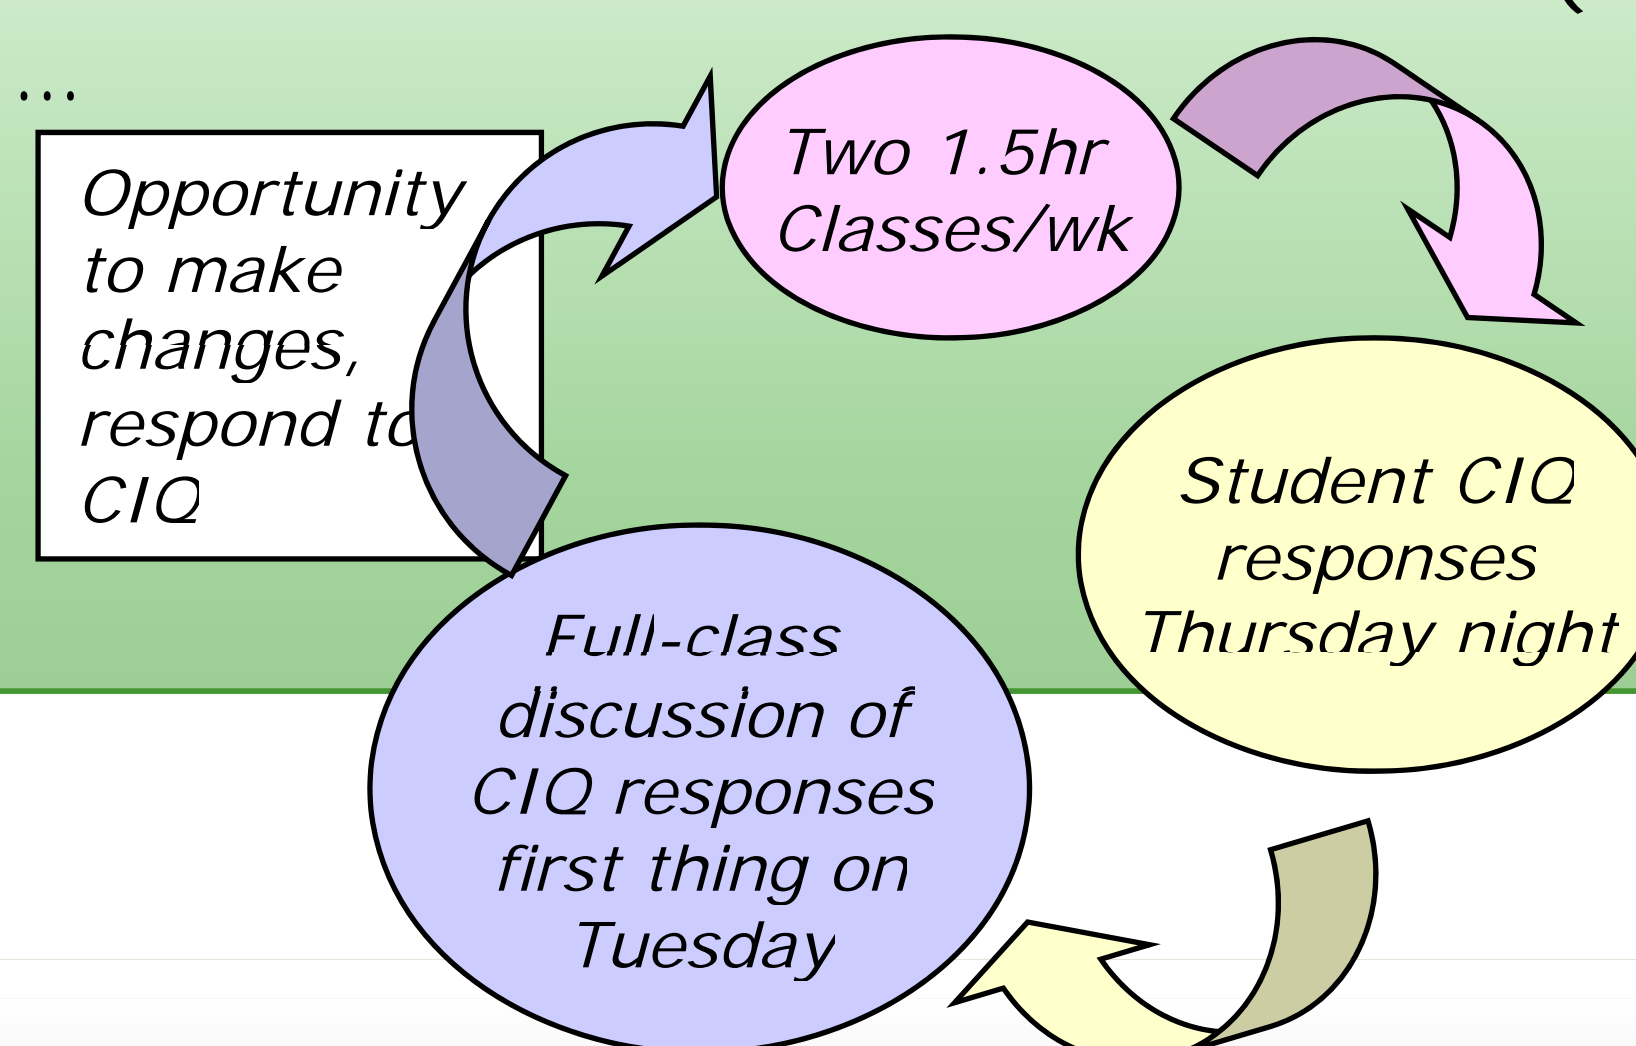 ...
Opportunity
to make
changes,
respond to
CIQ
Two 1.5hr
Classes/wk
Student CIQ
responses
Thursday night
Full-class
discussion of
CIQ responses
first thing on
Tuesday